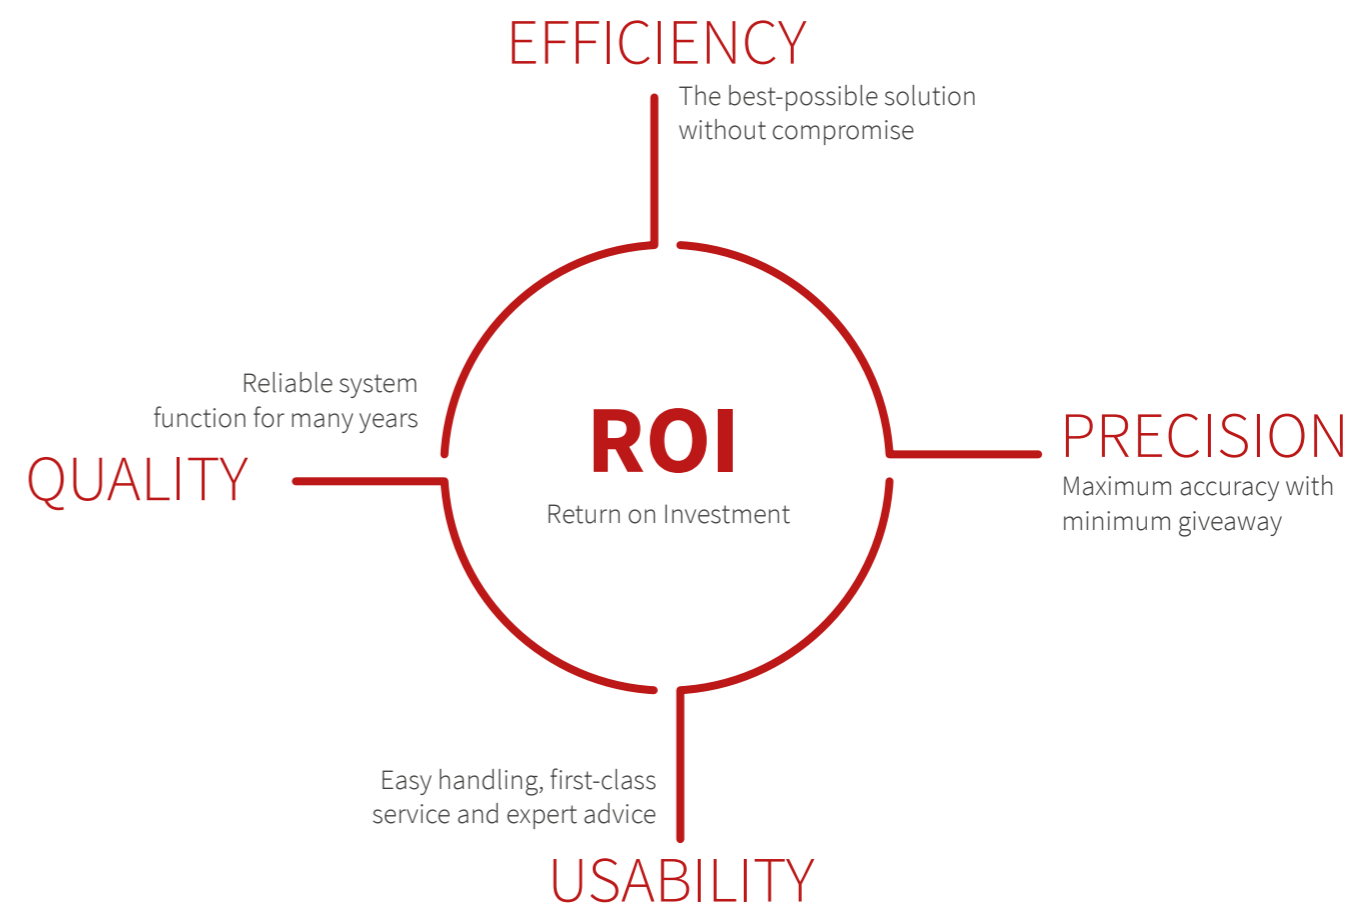 EFFICIENCY
The best-possible solution
without compromise
Reliable system
function for many years
QUALITY
ROI
Return on Investment
PRECISION
Maximum accuracy with
minimum giveaway
Easy handling, first-class
service and expert advice
USABILITY